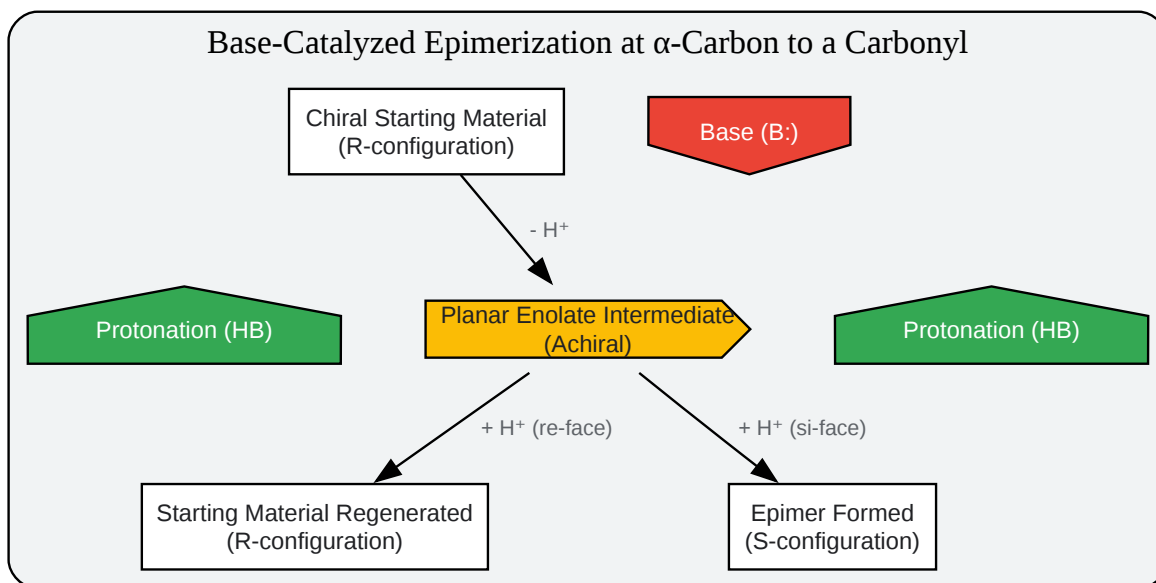 Base-Catalyzed Epimerization at α-Carbon to a Carbonyl
Chiral Starting Material
(R-configuration)
Base (B:)
- H⁺
Protonation (HB)
Planar Enolate Intermediate
(Achiral)
Protonation (HB)
+ H⁺ (re-face)
+ H⁺ (si-face)
Starting Material Regenerated
(R-configuration)
Epimer Formed
(S-configuration)